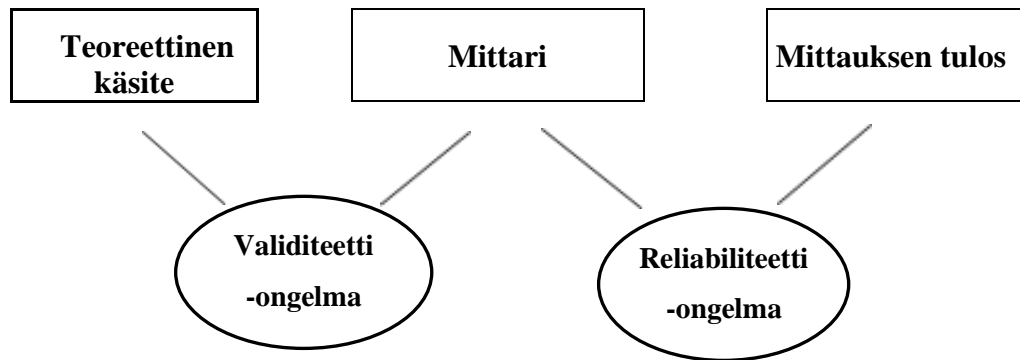 Teoreettinen
käsite
Mittari
Mittauksen tulos
Validiteetti
-ongelma
Reliabiliteetti
-ongelma